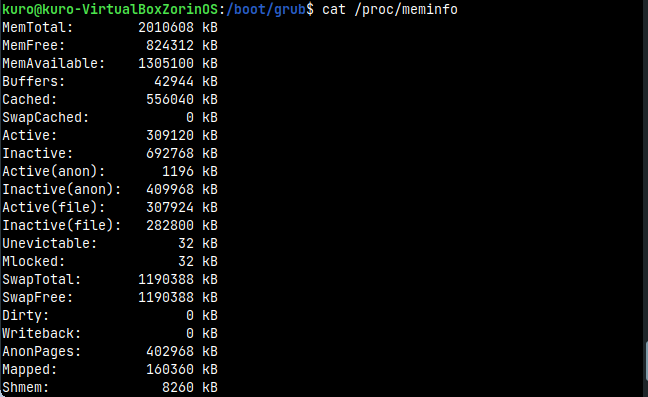 kuro@kuro-VirtualBoxZorinOS:/boot/grub$ cat /proc/meminfo
MemTotal:        2010608 kB
MemFree:          824312 kB
MemAvailable:    1305100 kB
Buffers:           42944 kB
Cached:           556040 kB
SwapCached:            0 kB
Active:           309120 kB
Inactive:         692768 kB
Active(anon):       1196 kB
Inactive(anon):   409968 kB
Active(file):     307924 kB
Inactive(file):   282800 kB
Unevictable:          32 kB
Mlocked:              32 kB
SwapTotal:       1190388 kB
SwapFree:        1190388 kB
Dirty:                 0 kB
Writeback:             0 kB
AnonPages:        402968 kB
Mapped:           160360 kB
Shmem:              8260 kB